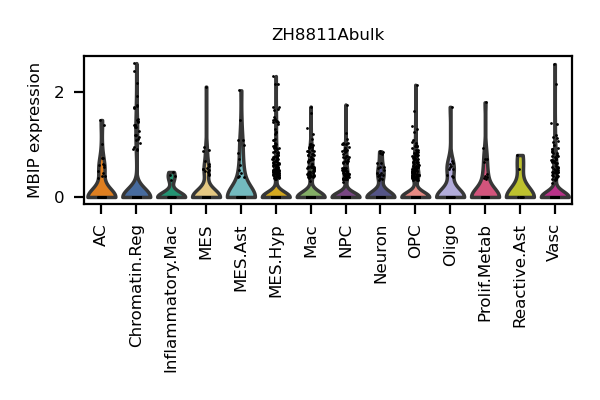 ZH8811Abulk
MBIP expression
2
0
AC
Chromatin.Reg
Inflammatory.Mac
MES
MES.Ast
MES.Hyp
Mac
NPC
Neuron
OPC
Oligo
Prolif.Metab
Reactive.Ast
Vasc